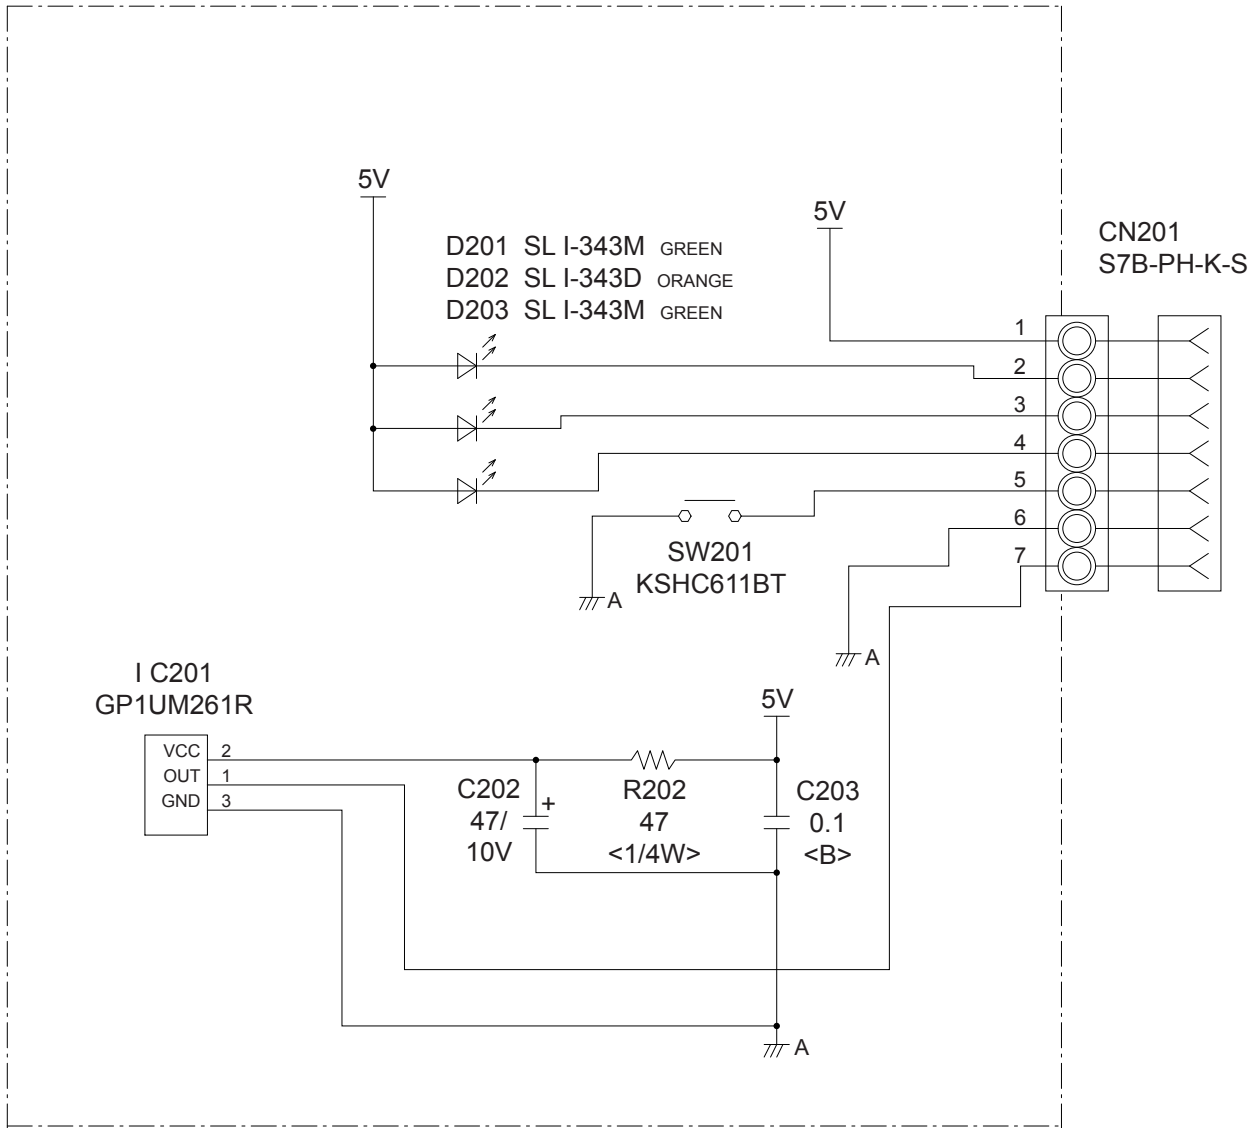 5V
D201 SL I-343M GREEN
D202 SL I-343D ORANGE
D203 SL I-343M GREEN
5V
CN201
S7B-PH-K-S
1
2
3
4
5
6
7
SW201
KSHC611BT
A
A
I C201
GP1UM261R
VCC 2
OUT 1
GND 3
5V
C202
47/
10V
+
R202
47
<1/4W>
C203
0.1
<B>
A